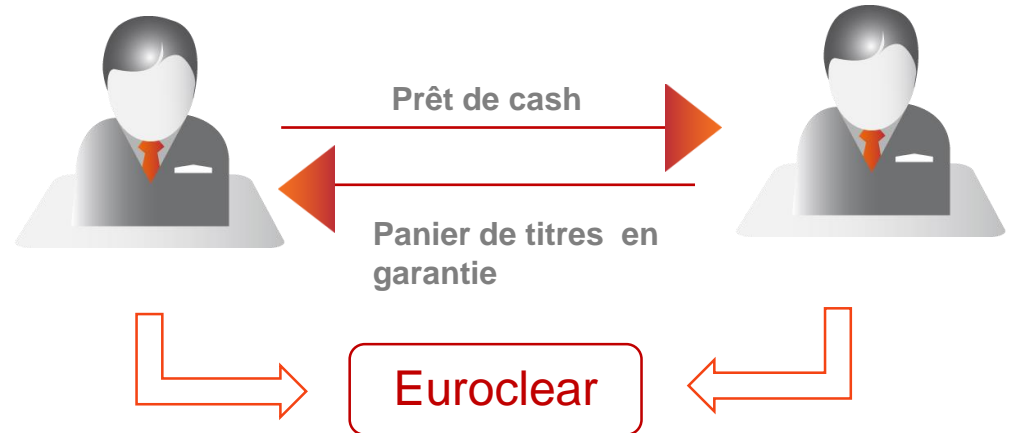 Prêt de cash
Panier de titres en
garantie
Euroclear